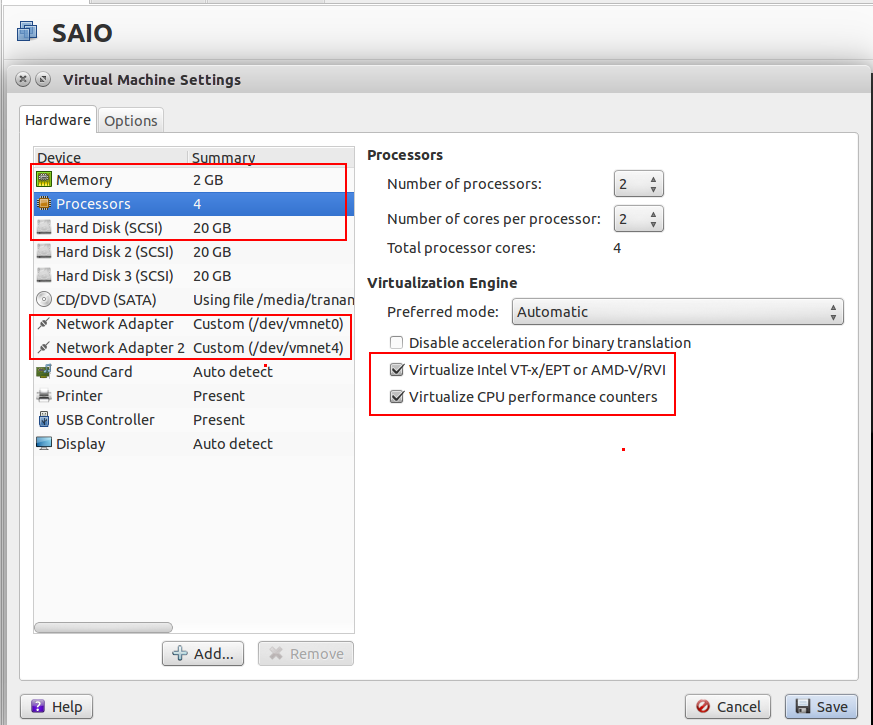 SAIO
Virtual Machine Settings
Hardware Options
Device Summary
Memory 2 GB
Processors 4
Hard Disk (SCSI) 20 GB
Hard Disk 2 (SCSI) 20 GB
Hard Disk 3 (SCSI) 20 GB
CD/DVD (SATA) Using file /media/tranan
Network Adapter Custom (/dev/vmnet0)
Network Adapter 2 Custom (/dev/vmnet4)
Sound Card Auto detect
Printer Present
USB Controller Present
Display Auto detect
Add... Remove
Processors
Number of processors: 2
Number of cores per processor: 2
Total processor cores: 4
Virtualization Engine
Preferred mode: Automatic
Disable acceleration for binary translation
Virtualize Intel VT-x/EPT or AMD-V/RVI
Virtualize CPU performance counters
Help Cancel Save